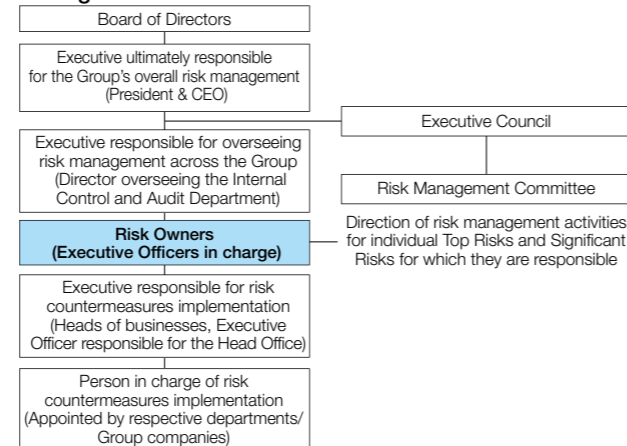 Board of Directors
Executive ultimately responsible
for the Group's overall risk management
(President & CEO)
Executive Council
Executive responsible for overseeing
risk management across the Group
(Director overseeing the Internal
Control and Audit Department)
Risk Management Committee
Risk Owners
(Executive Officers in charge)
Direction of risk management activities
for individual Top Risks and Significant
Risks for which they are responsible
Executive responsible for risk
countermeasures implementation
(Heads of businesses, Executive
Officer responsible for the Head Office)
Person in charge of risk
countermeasures implementation
(Appointed by respective departments/
Group companies)